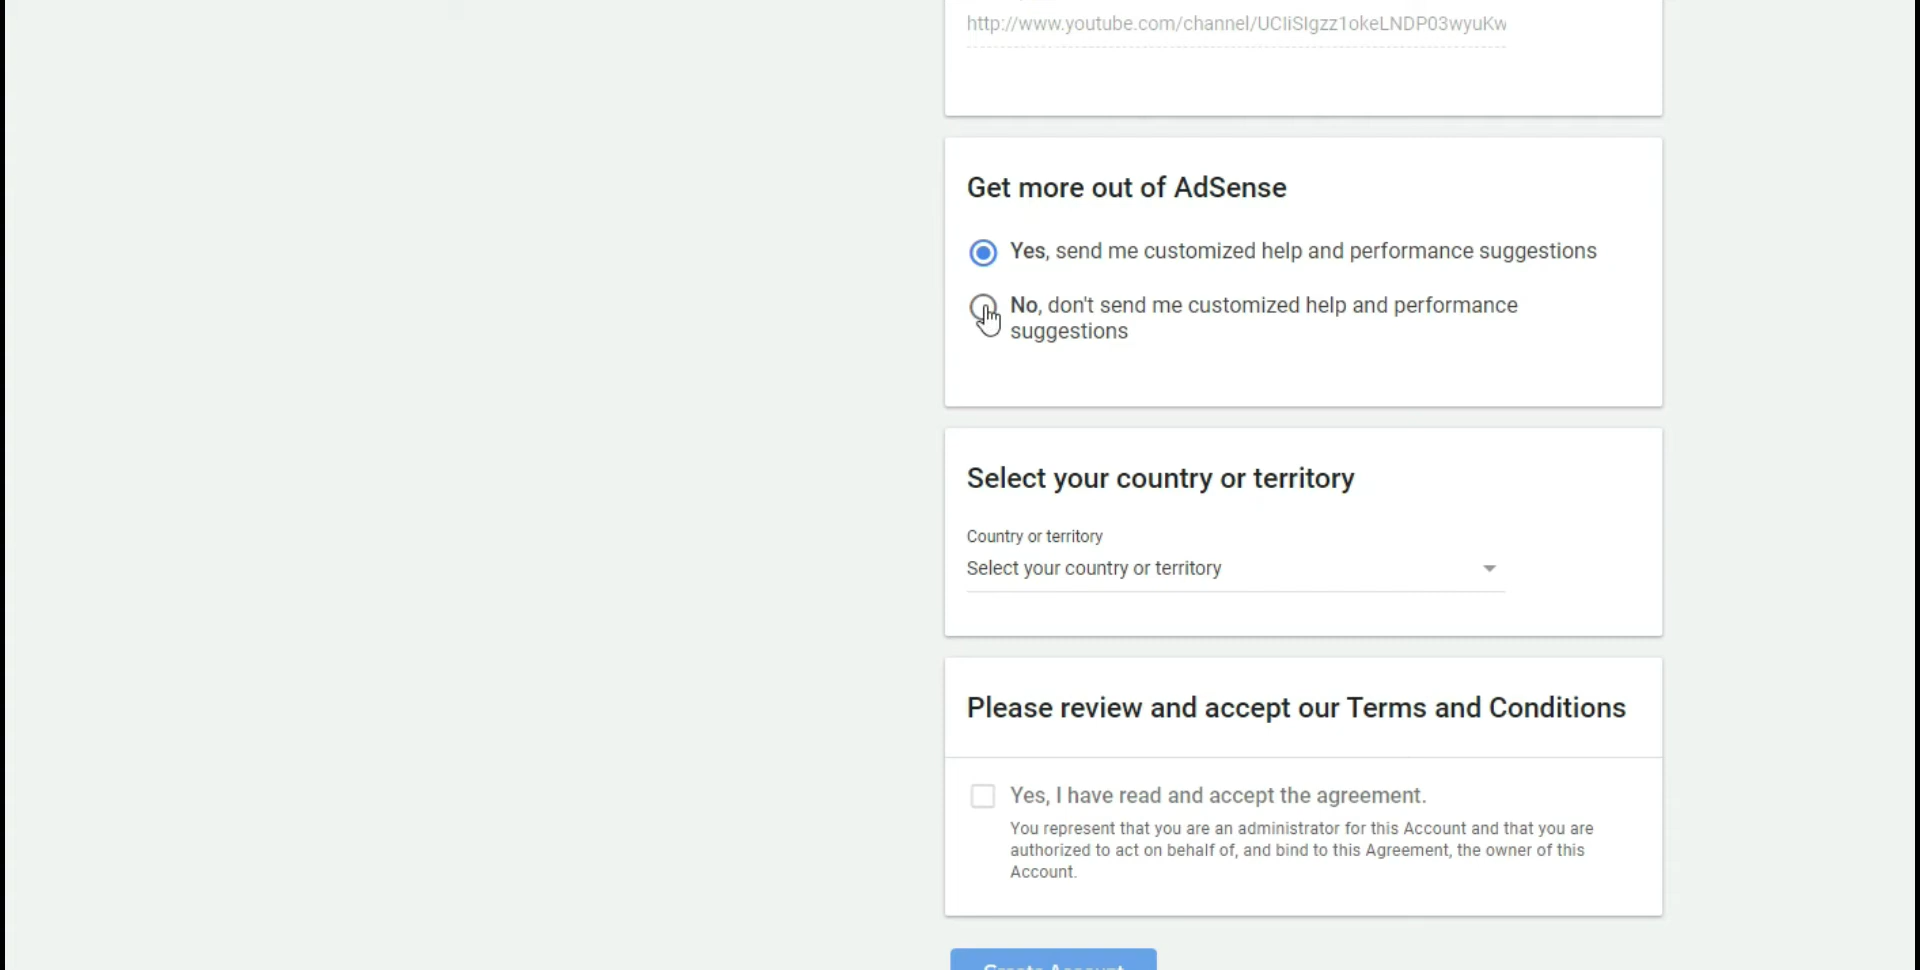 http://www.youtube.com/channel/UCIiSIgzz1okeLNDP03wyuKw
Get more out of AdSense
Yes, send me customized help and performance suggestions
No, don't send me customized help and performance
suggestions
Select your country or territory
Country or territory
Select your country or territory
Please review and accept our Terms and Conditions
Yes, I have read and accept the agreement.
You represent that you are an administrator for this Account and that you are
authorized to act on behalf of, and bind to this Agreement, the owner of this
Account.
Create Account